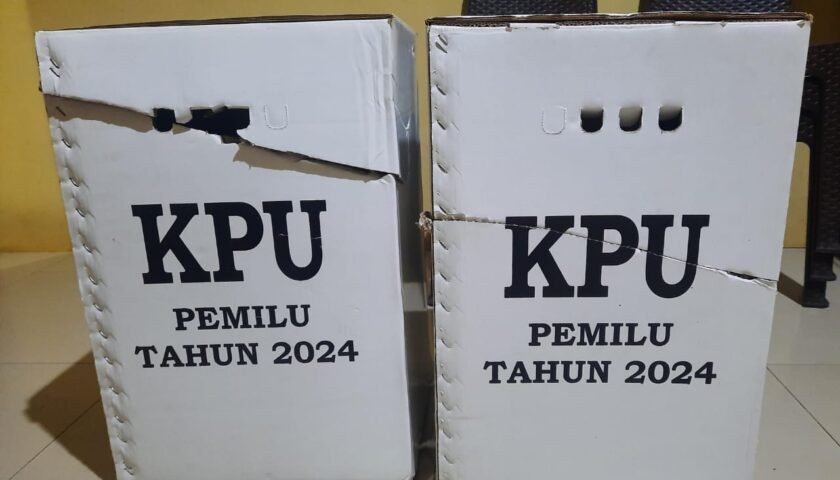 KPU
PEMILU
TAHUN 2024
KPU
PEMILU
TAHUN 2024